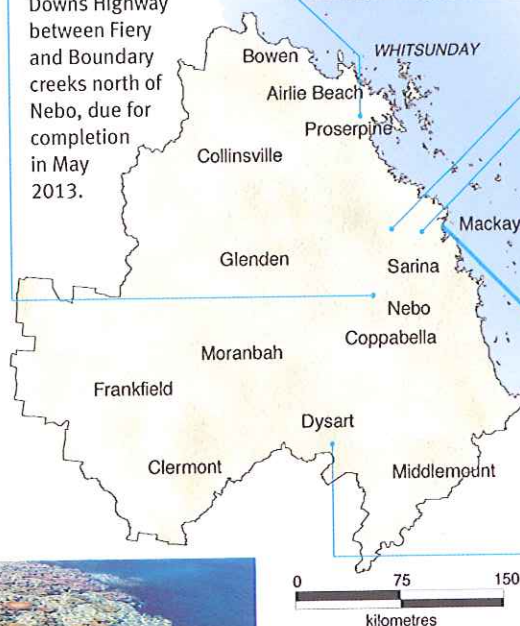 Downs Highway
between Fiery
and Boundary
creeks north of
Nebo, due for
completion
in May
2013.
Bowen
WHITSUNDAY
Airlie Beach
Proserpine
Collinsville
Mackay
Glenden
Sarina
Nebo
Coppabella
Moranbah
Frankfield
Dysart
Clermont
Middlemount
0 75 150
kilometres